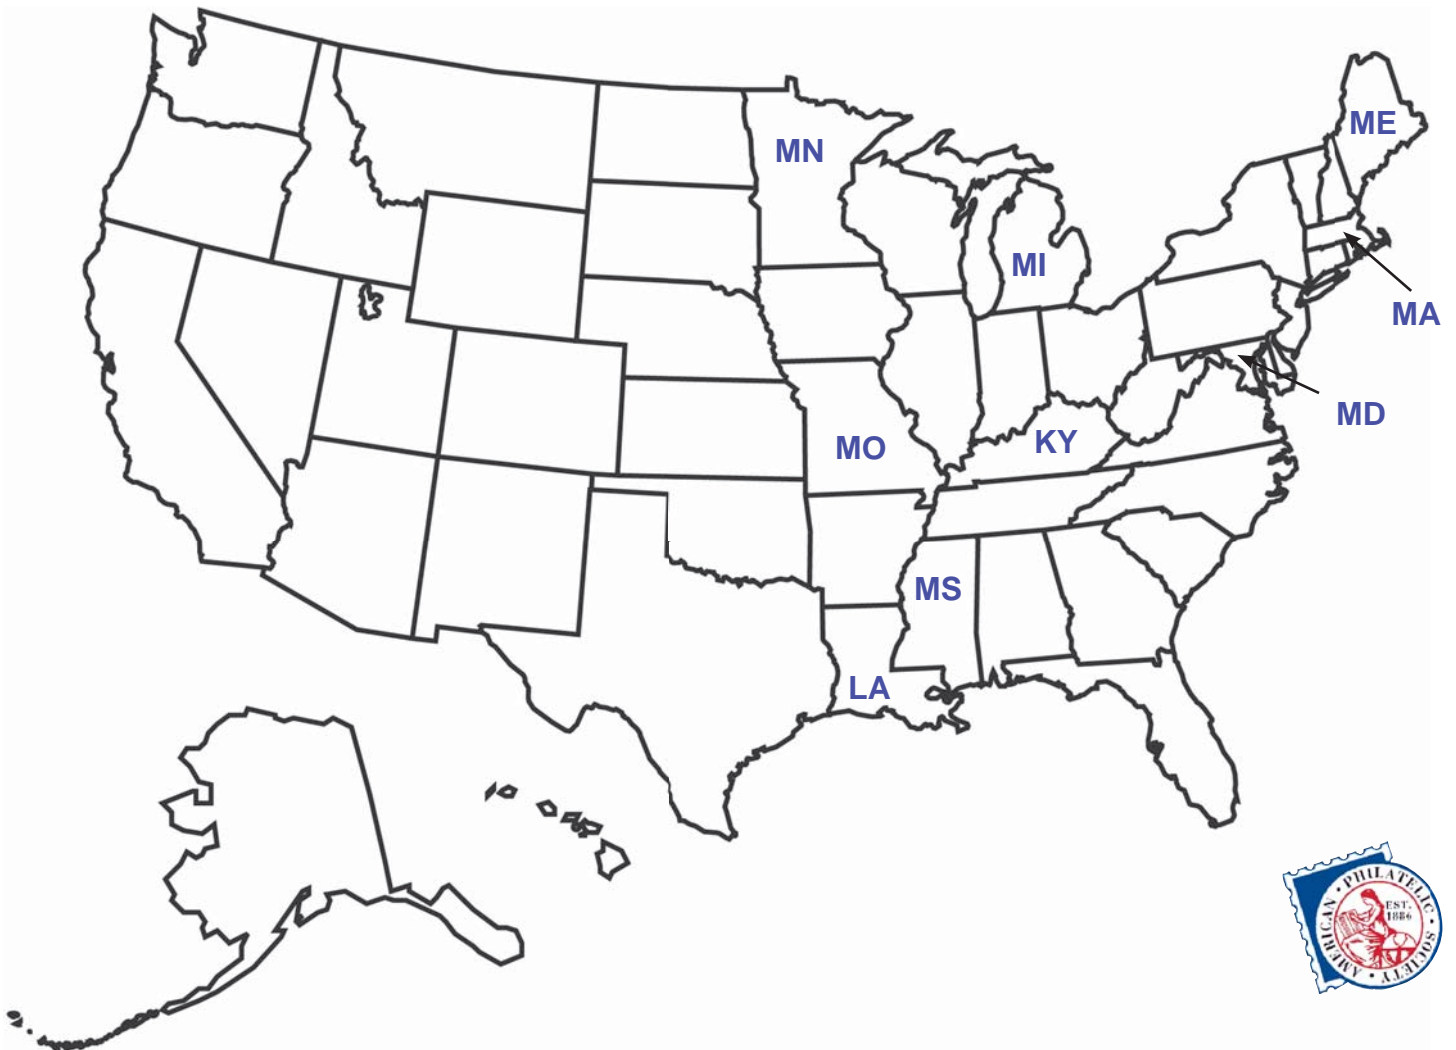 ME
MN
MI
MA
MD
MO
KY
MS
LA
AMERICAN • PHILATELIC • SOCIETY •
EST.
1886